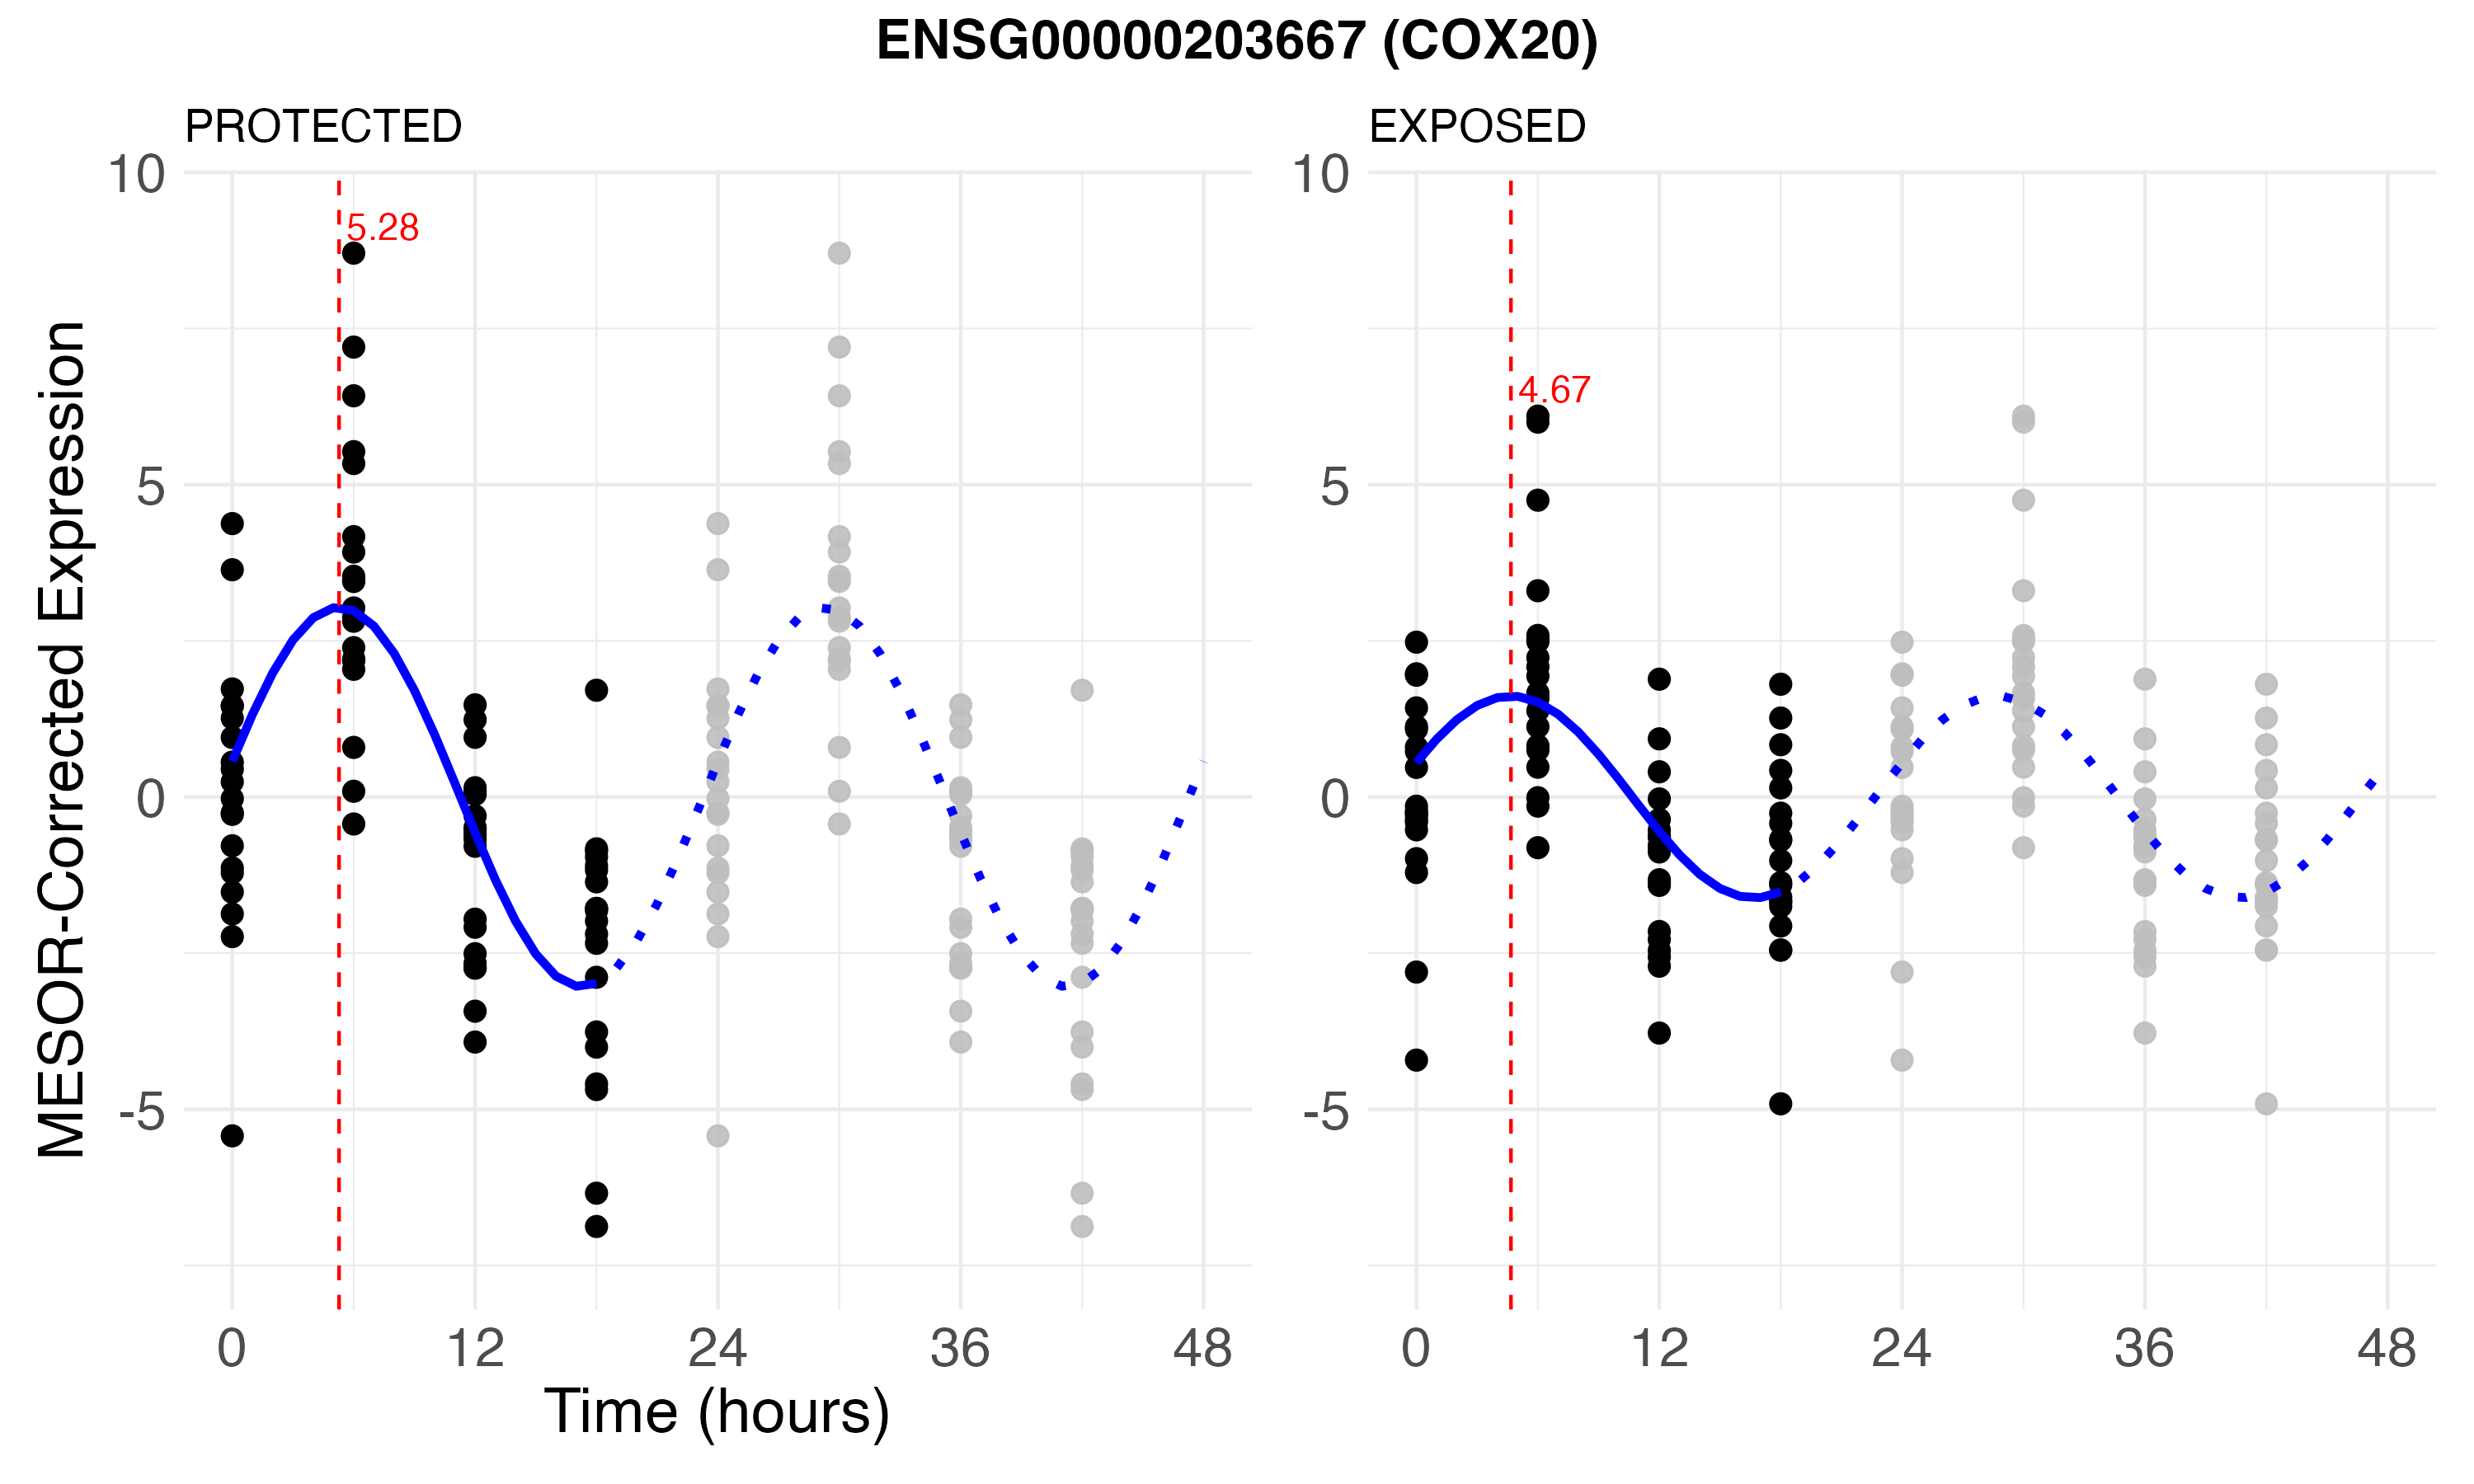 ENSG00000203667 (COX20)
PROTECTED
EXPOSED
MESOR-Corrected Expression
10
5
0
-5
5.28
0 12 24 36 48
10
5
0
-5
4.67
0 12 24 36 48
Time (hours)